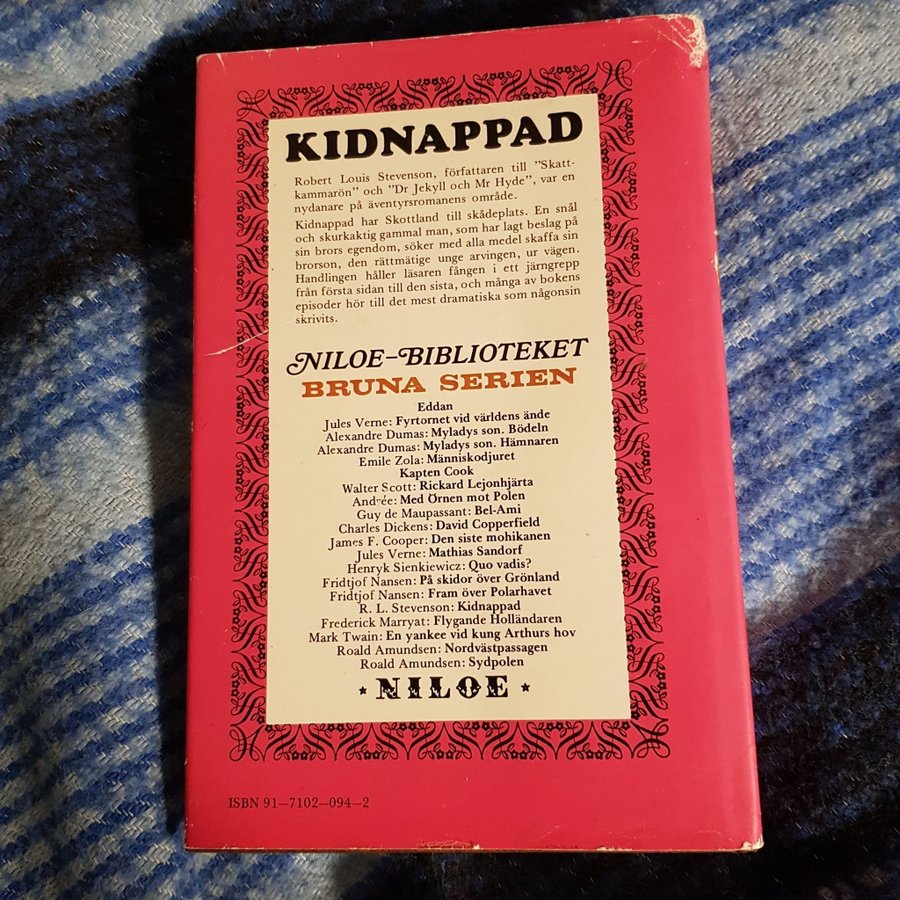 KIDNAPPAD
Robert Louis Stevenson, författaren till "Skatt-
kammarön" och "Dr Jekyll och Mr Hyde", var en
nydanare på äventyrsromanens område.
Kidnappad har Skottland till skådeplats. En snål
och skurkaktig gammal man, som har lagt beslag på
sin brors egendom, söker med alla medel skaffa sin
brorson, den rättmätige unge arvingen, ur vägen.
Handlingen håller läsaren fången i ett järngrepp
från första sidan till den sista, och många av bokens
episoder hör till det mest dramatiska som någonsin
skrivits.
NILOE-BIBLIOTEKET
BRUNA SERIEN
Eddan
Jules Verne: Fyrtornet vid världens ände
Alexandre Dumas: Myladys son. Bödeln
Alexandre Dumas: Myladys son. Hämnaren
Emile Zola: Människodjuret
Kapten Cook
Walter Scott: Rickard Lejonhjärta
Andrée: Med Örnen mot Polen
Guy de Maupassant: Bel-Ami
Charles Dickens: David Copperfield
James F. Cooper: Den siste mohikanen
Jules Verne: Mathias Sandorf
Henryk Sienkiewicz: Quo vadis?
Fridtjof Nansen: På skidor över Grönland
Fridtjof Nansen: Fram över Polarhavet
R. L. Stevenson: Kidnappad
Frederick Marryat: Flygande Holländaren
Mark Twain: En yankee vid kung Arthurs hov
Roald Amundsen: Nordvästpassagen
Roald Amundsen: Sydpolen
★ NILOE ★
ISBN 91–7102–094–2